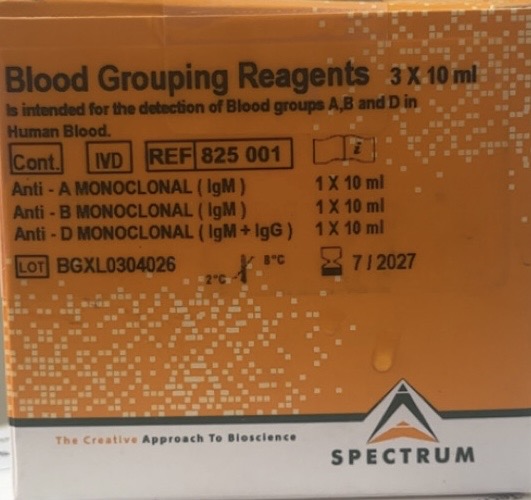 Blood Grouping Reagents 3 X 10 ml
Is intended for the detection of Blood groups A,B and D in
Human Blood.
Cont. IVD REF 825 001 i
Anti - A MONOCLONAL ( IgM ) 1 X 10 ml
Anti - B MONOCLONAL ( IgM ) 1 X 10 ml
Anti - D MONOCLONAL ( IgM + IgG ) 1 X 10 ml
LOT BGXL0304026 2°C 8°C 7 / 2027
The Creative Approach To Bioscience
SPECTRUM